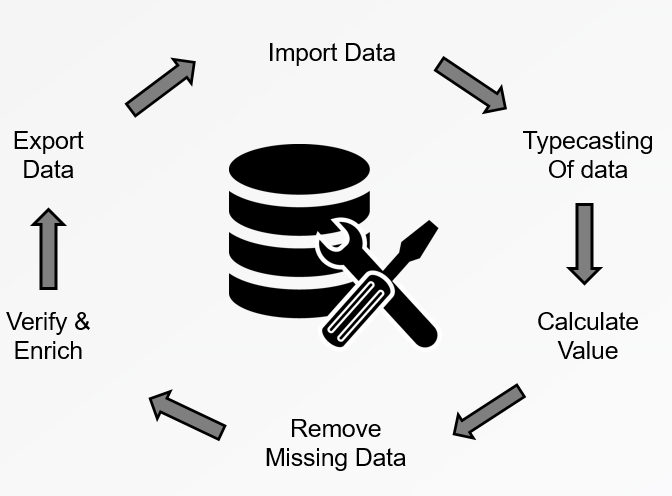 Import Data
Typecasting
Of data
Calculate
Value
Remove
Missing Data
Verify &
Enrich
Export
Data